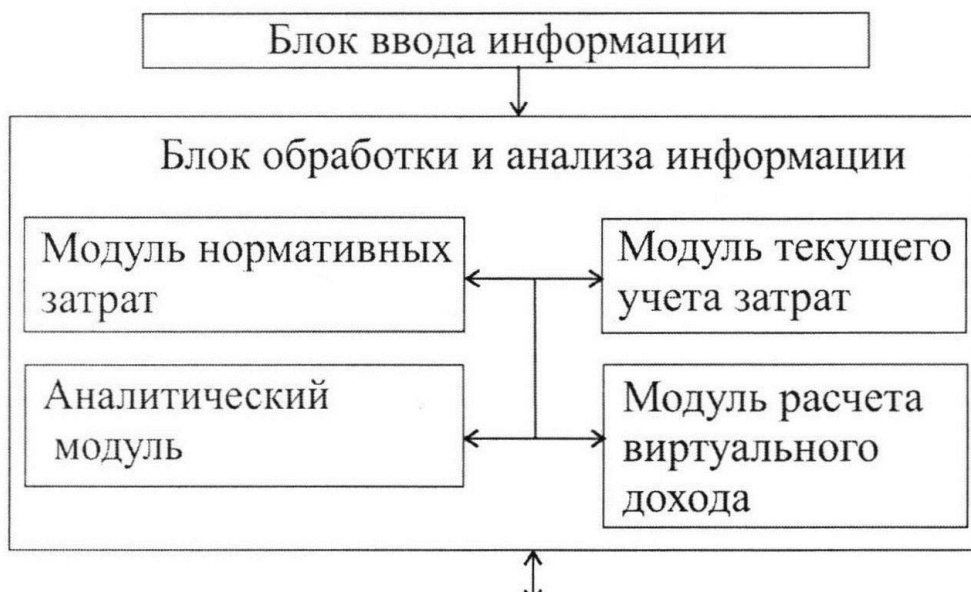 Блок ввода информации
Блок обработки и анализа информации
Модуль нормативных
затрат
Модуль текущего
учета затрат
Аналитический
модуль
Модуль расчета
виртуального
дохода